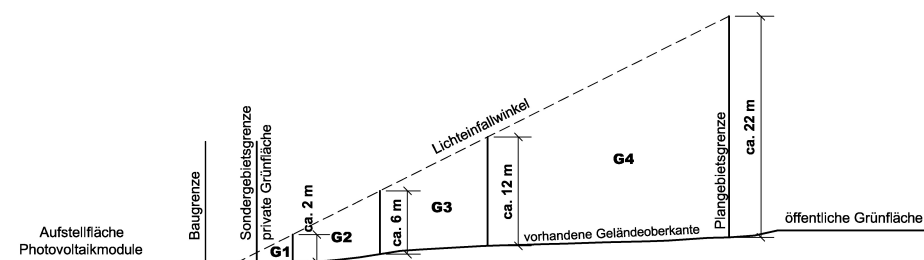 Aufstellfläche
Photovoltaikmodule
Baugrenze
Sondergebietsgrenze
private Grünfläche
G1
ca. 2 m
G2
ca. 6 m
G3
Lichteinfallwinkel
ca. 12 m
G4
vorhandene Geländeoberkante
Plangebietsgrenze
ca. 22 m
öffentliche Grünfläche